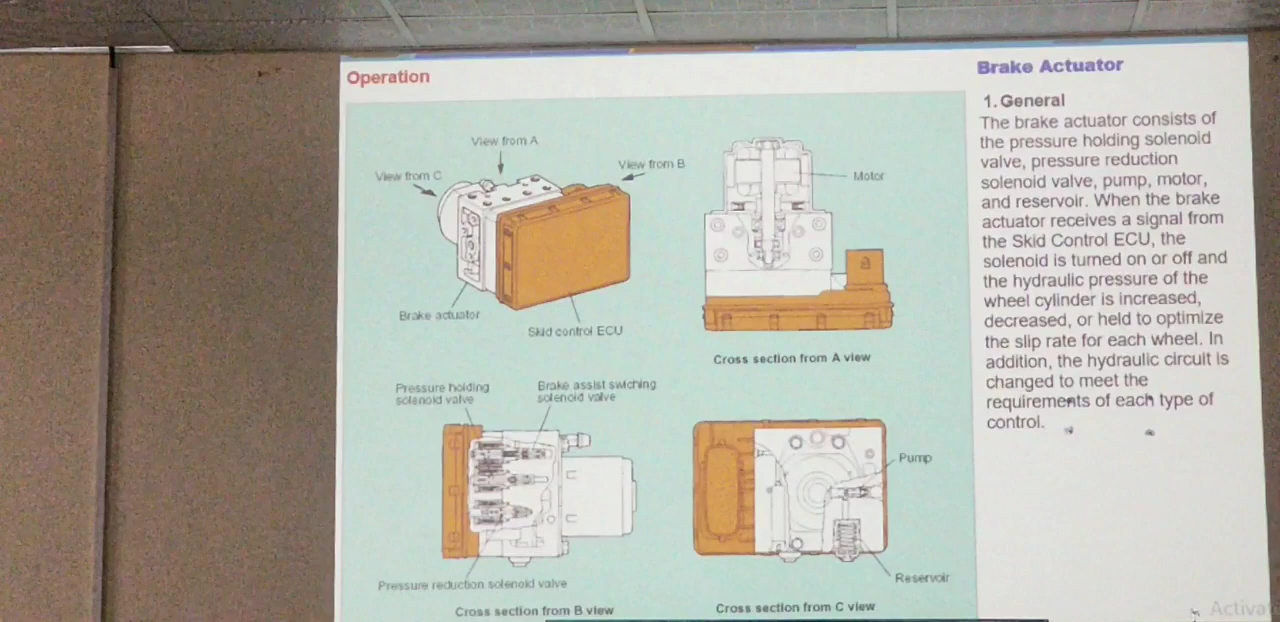 Operation
View from A
View from C
View from B
Brake actuator
Skid control ECU
Motor
Cross section from A view
Pressure holding
solenoid valve
Brake assist swiching
solenoid valve
Pressure reduction solenoid valve
Cross section from B view
Pump
Reservoir
Cross section from C view
Brake Actuator
1. General
The brake actuator consists of
the pressure holding solenoid
valve, pressure reduction
solenoid valve, pump, motor,
and reservoir. When the brake
actuator receives a signal from
the Skid Control ECU, the
solenoid is turned on or off and
the hydraulic pressure of the
wheel cylinder is increased,
decreased, or held to optimize
the slip rate for each wheel. In
addition, the hydraulic circuit is
changed to meet the
requirements of each type of
control.